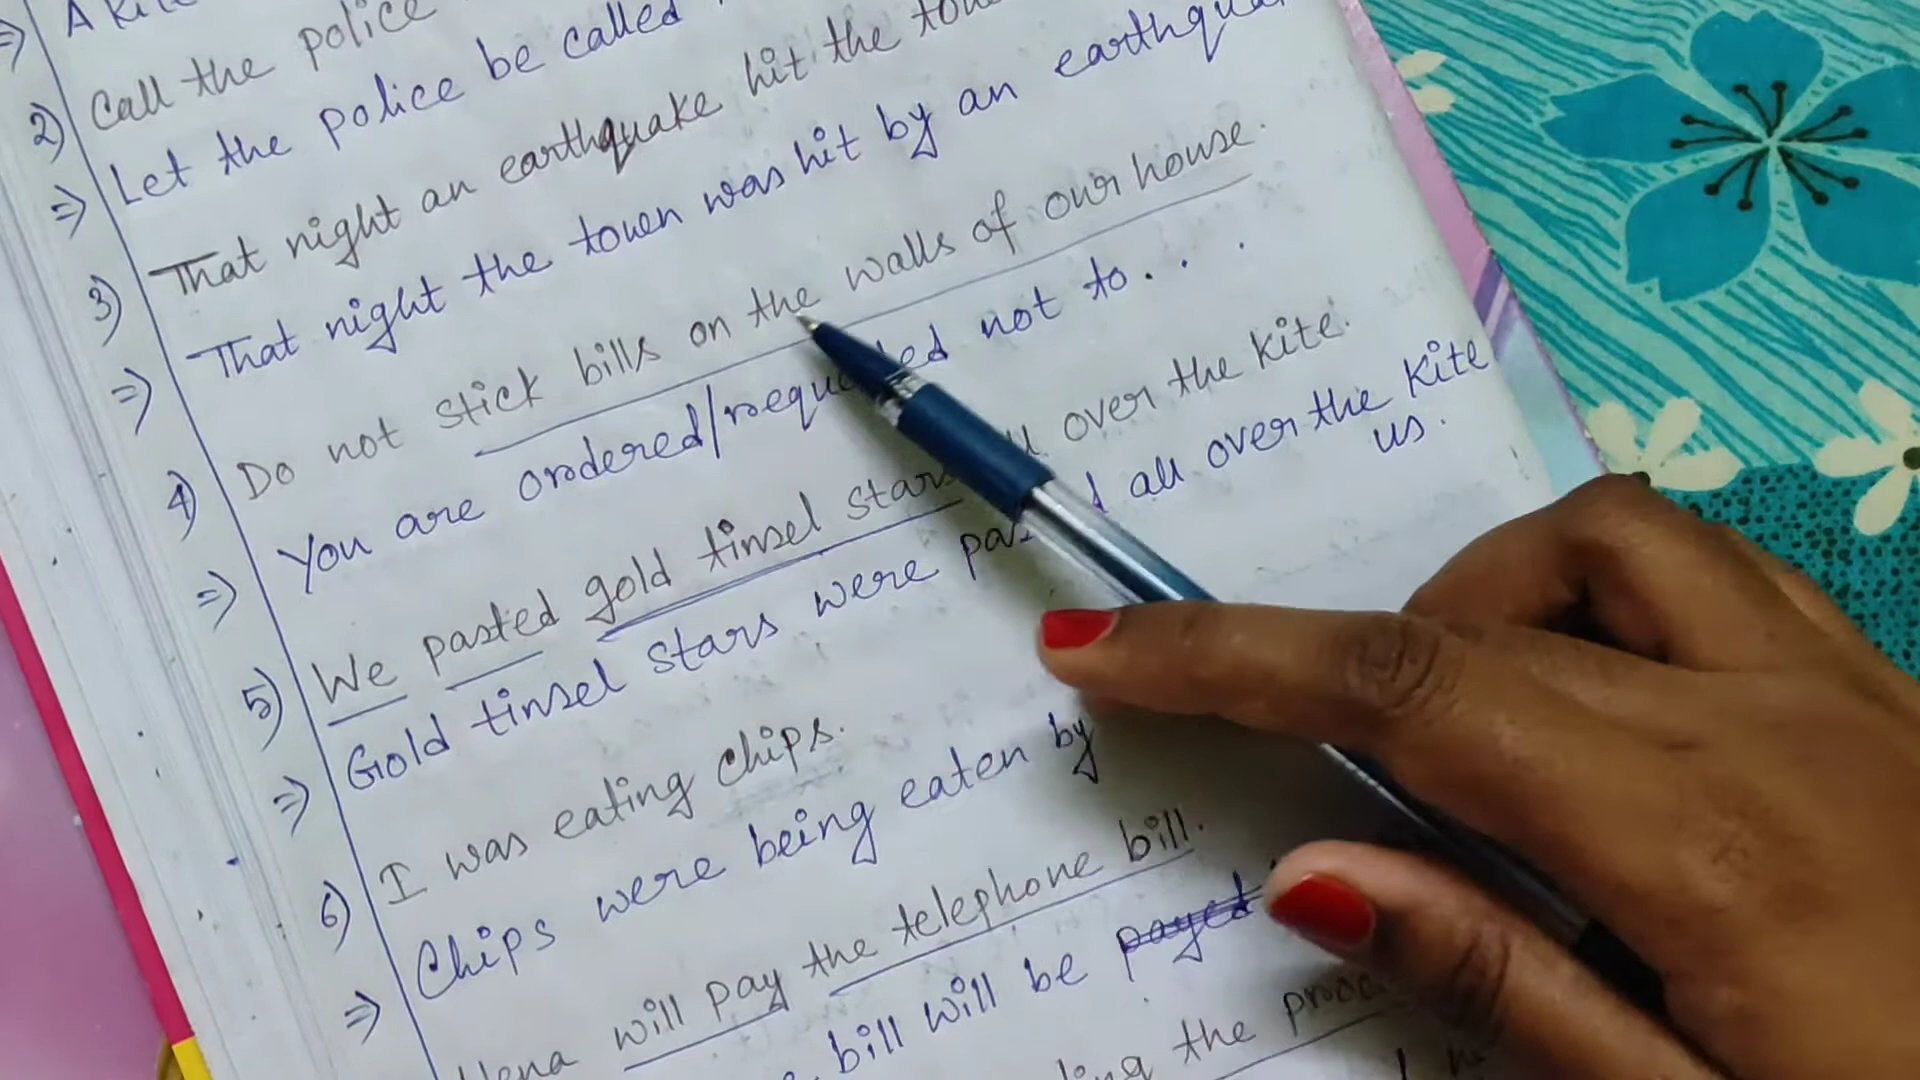 => A
2) Call the police
=> Let the police be called
3) That night an earthquake hit the
=> That night the town was hit by an
4) Do not stick bills on the walls of our house.
=> You are ordered/requested not to . . .
5) We pasted gold tinsel stars all over the kite.
=> Gold tinsel stars were pasted all over the kite
us.
6) I was eating chips.
=> Chips were being eaten by
will pay the telephone bill.
bill will be payed
the